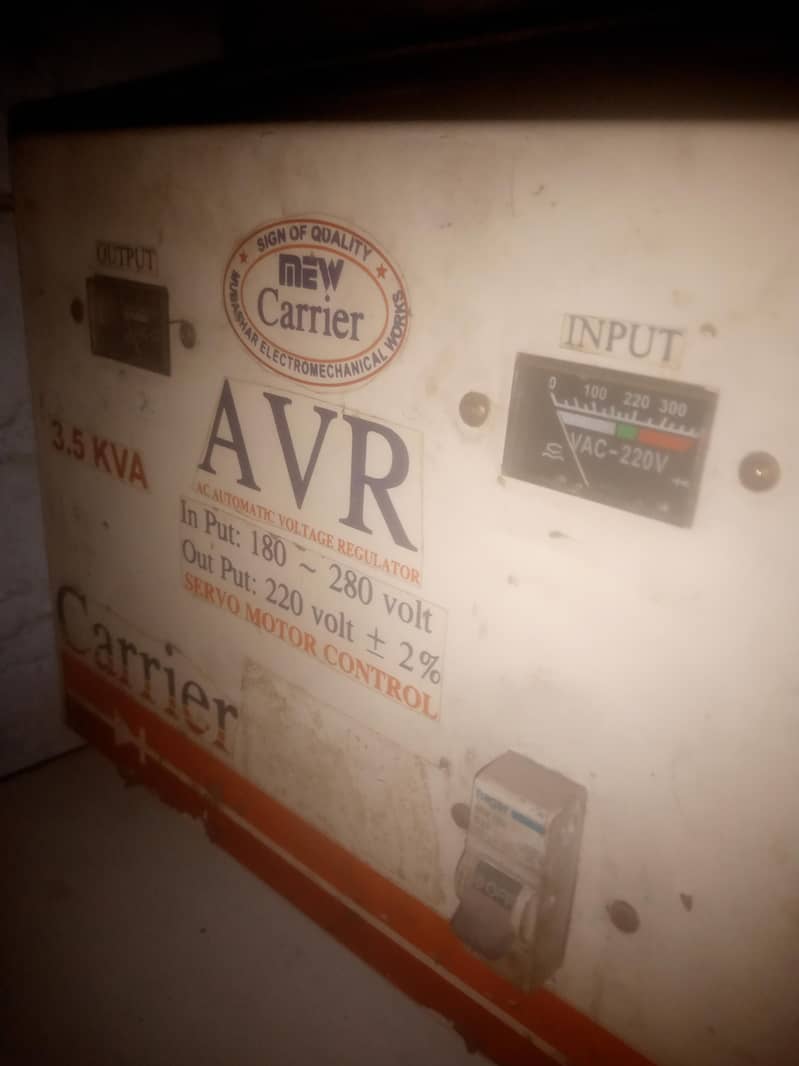 OUTPUT
SIGN OF QUALITY
MEW
Carrier
MUBASHAR ELECTROMECHANICAL WORKS
INPUT
0 100 220 300
VAC-220V
3.5 KVA
AVR
AC AUTOMATIC VOLTAGE REGULATOR
In Put: 180 ~ 280 volt
Out Put: 220 volt ± 2%
SERVO MOTOR CONTROL
Carrier
OFF